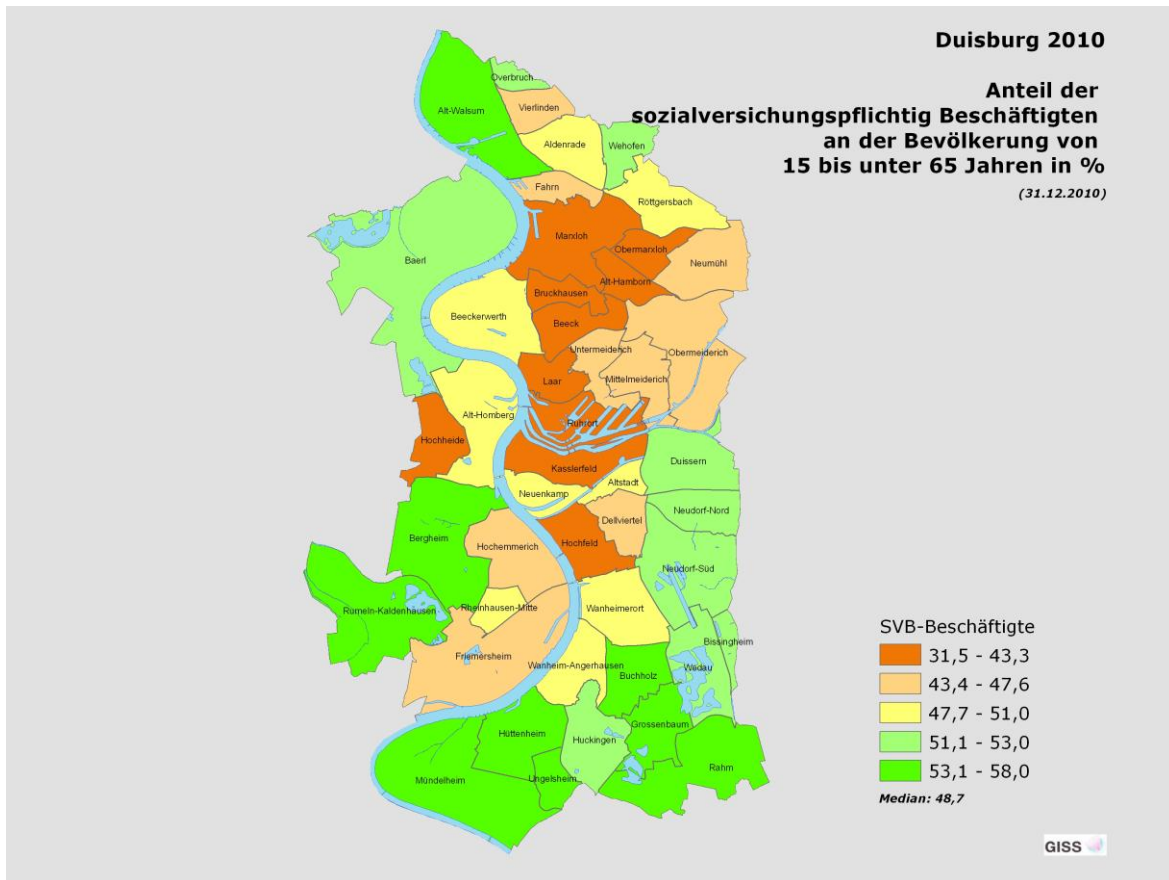 Duisburg 2010
Anteil der
sozialversichungspflichtig Beschäftigten
an der Bevölkerung von
15 bis unter 65 Jahren in %
(31.12.2010)
Overbruch
Alt-Walsum
Vierlinden
Aldenrade
Wehofen
Fahrn
Röttgersbach
Marxloh
Obermarxloh
Neumühl
Baerl
Alt-Hamborn
Bruckhausen
Beeckerwerth
Beeck
Untermeiderich
Obermeiderich
Laar
Mittelmeiderich
Alt-Homberg
Ruhrort
Hochheide
Duissern
Kasslerfeld
Altstadt
Neuenkamp
Neudorf-Nord
Dellviertel
Bergheim
Hochemmerich
Hochfeld
Neudorf-Süd
Rumeln-Kaldenhausen
Rheinhausen-Mitte
Wanheimerort
Bissingheim
Friemersheim
Wanheim-Angerhausen
Wedau
Buchholz
Grossenbaum
Hüttenheim
Huckingen
Rahm
Mündelheim
Ungelsheim
SVB-Beschäftigte
31,5 - 43,3
43,4 - 47,6
47,7 - 51,0
51,1 - 53,0
53,1 - 58,0
Median: 48,7
GISS